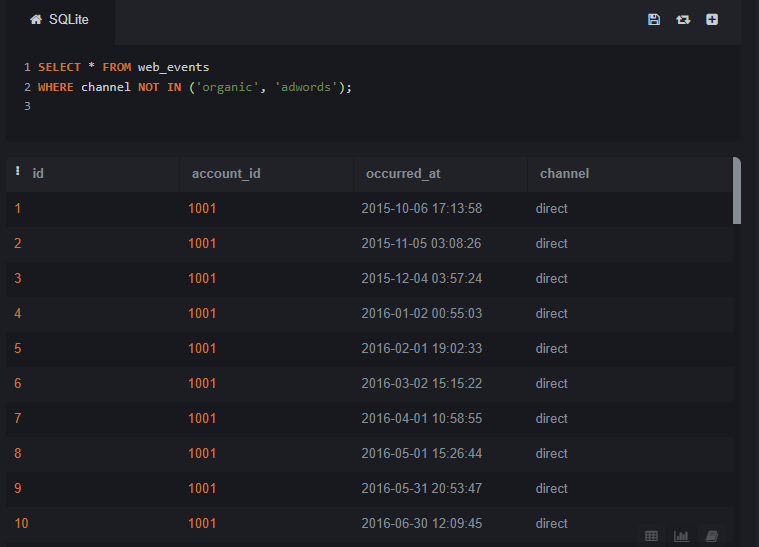 SQLite
1 SELECT * FROM web_events
2 WHERE channel NOT IN ('organic', 'adwords');
3
id account_id occurred_at channel
1 1001 2015-10-06 17:13:58 direct
2 1001 2015-11-05 03:08:26 direct
3 1001 2015-12-04 03:57:24 direct
4 1001 2016-01-02 00:55:03 direct
5 1001 2016-02-01 19:02:33 direct
6 1001 2016-03-02 15:15:22 direct
7 1001 2016-04-01 10:58:55 direct
8 1001 2016-05-01 15:26:44 direct
9 1001 2016-05-31 20:53:47 direct
10 1001 2016-06-30 12:09:45 direct